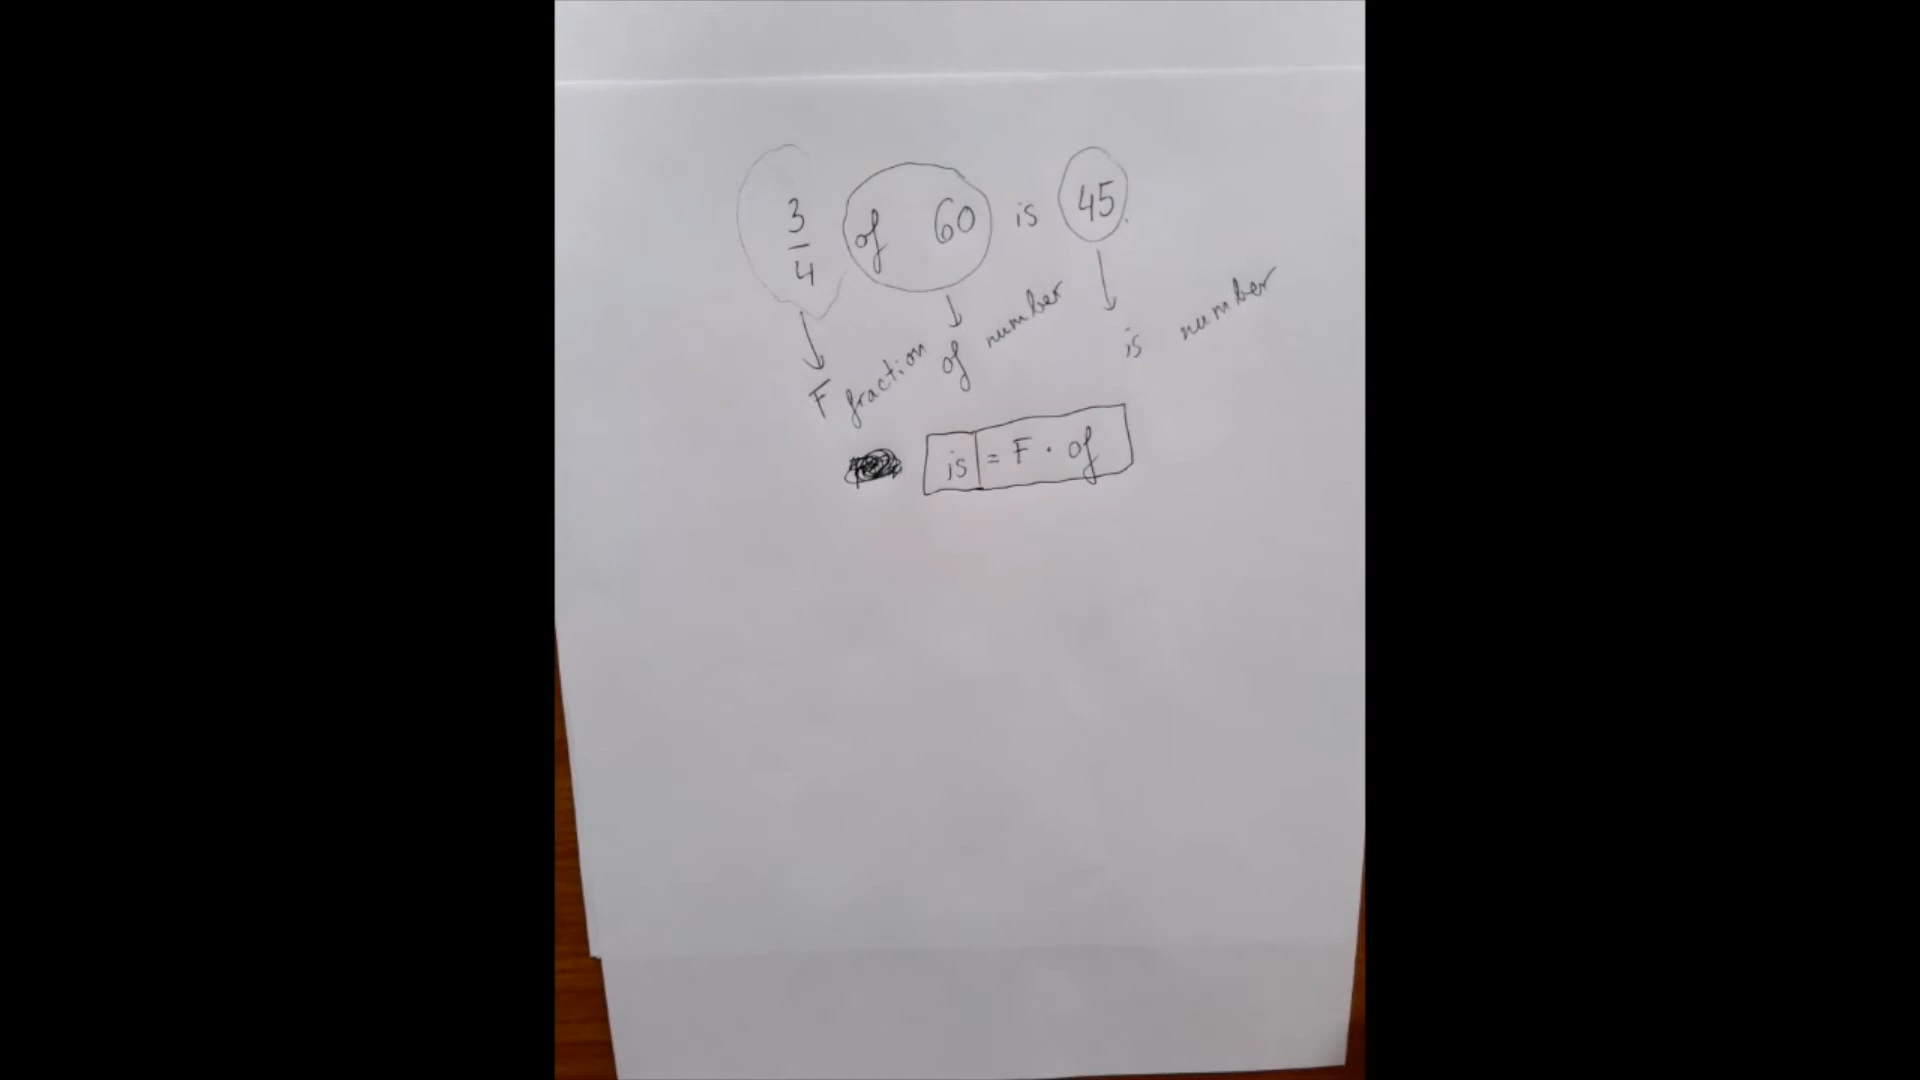 3/4 of 60 is 45.
F fraction of number is number
is = F · of